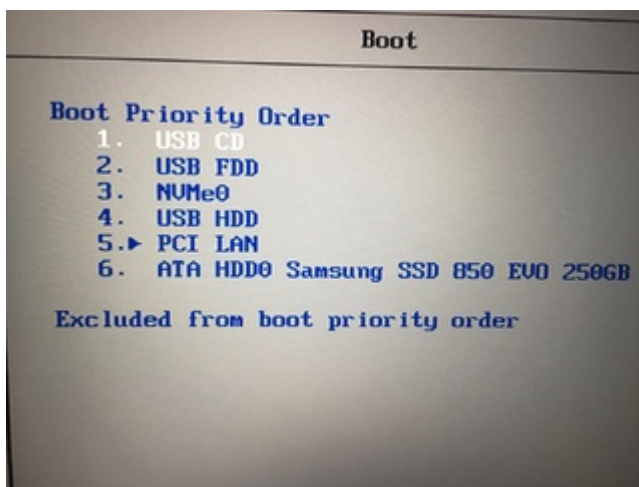 Boot
Boot Priority Order
1. USB CD
2. USB FDD
3. NVMe0
4. USB HDD
5.▶ PCI LAN
6. ATA HDD0 Samsung SSD 850 EVO 250GB
Excluded from boot priority order